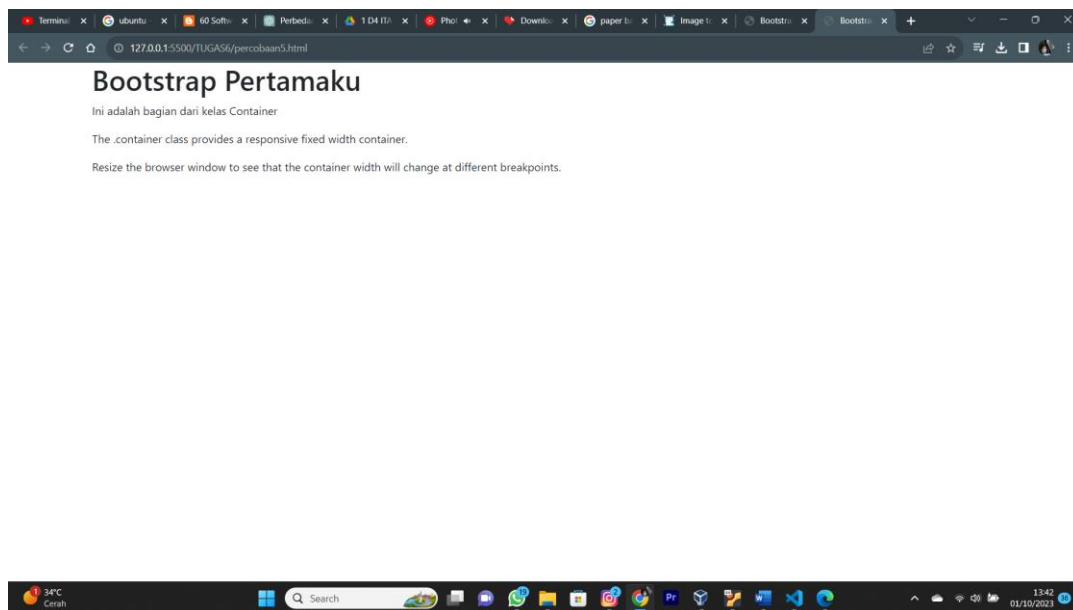 Terminal
ubuntu
60 Softw
Perbeda
1 D4 ITA
Phot
Downloa
paper b
Image to
Bootstra
Bootstra
127.0.0.1:5500/TUGAS6/percobaan5.html
Bootstrap Pertamaku
Ini adalah bagian dari kelas Container
The .container class provides a responsive fixed width container.
Resize the browser window to see that the container width will change at different breakpoints.
34°C
Cerah
Search
13:42
01/10/2023